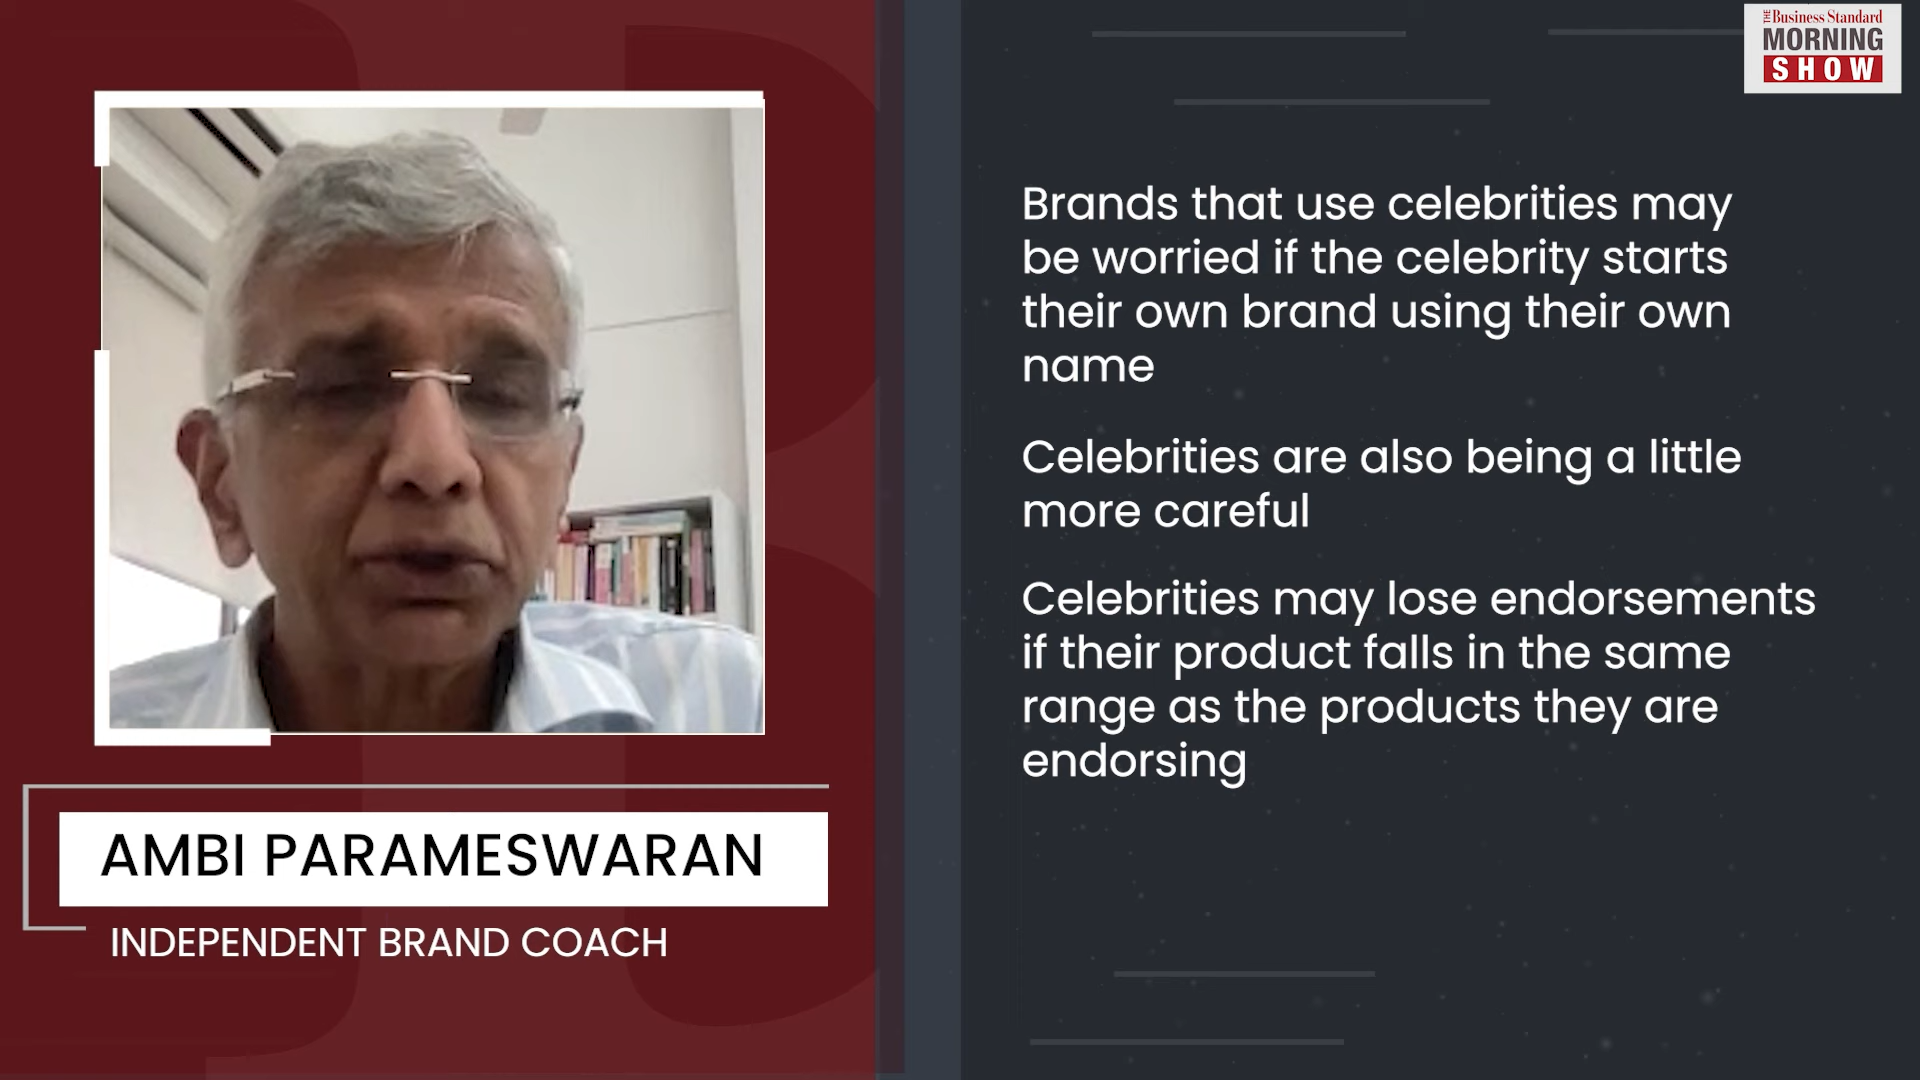 THE Business Standard
MORNING
SHOW
Brands that use celebrities may
be worried if the celebrity starts
their own brand using their own
name
Celebrities are also being a little
more careful
Celebrities may lose endorsements
if their product falls in the same
range as the products they are
endorsing
AMBI PARAMESWARAN
INDEPENDENT BRAND COACH